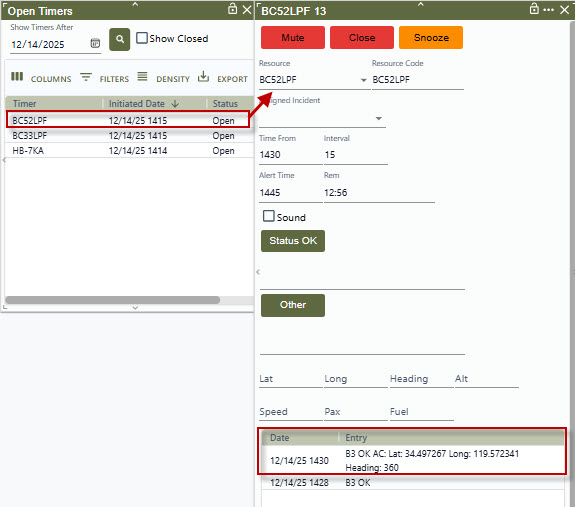 Open Timers
Show Timers After
12/14/2025
Show Closed
COLUMNS FILTERS DENSITY EXPORT
Timer Initiated Date Status
BC52LPF 12/14/25 1415 Open
BC33LPF 12/14/25 1415 Open
HB-7KA 12/14/25 1414 Open
BC52LPF 13
Mute Close Snooze
Resource Resource Code
BC52LPF BC52LPF
signed Incident
Time From Interval
1430 15
Alert Time Rem
1445 12:56
Sound
Status OK
Other
Lat Long Heading Alt
Speed Pax Fuel
Date Entry
12/14/25 1430 B3 OK AC: Lat: 34.497267 Long: 119.572341
Heading: 360
12/14/25 1428 B3 OK